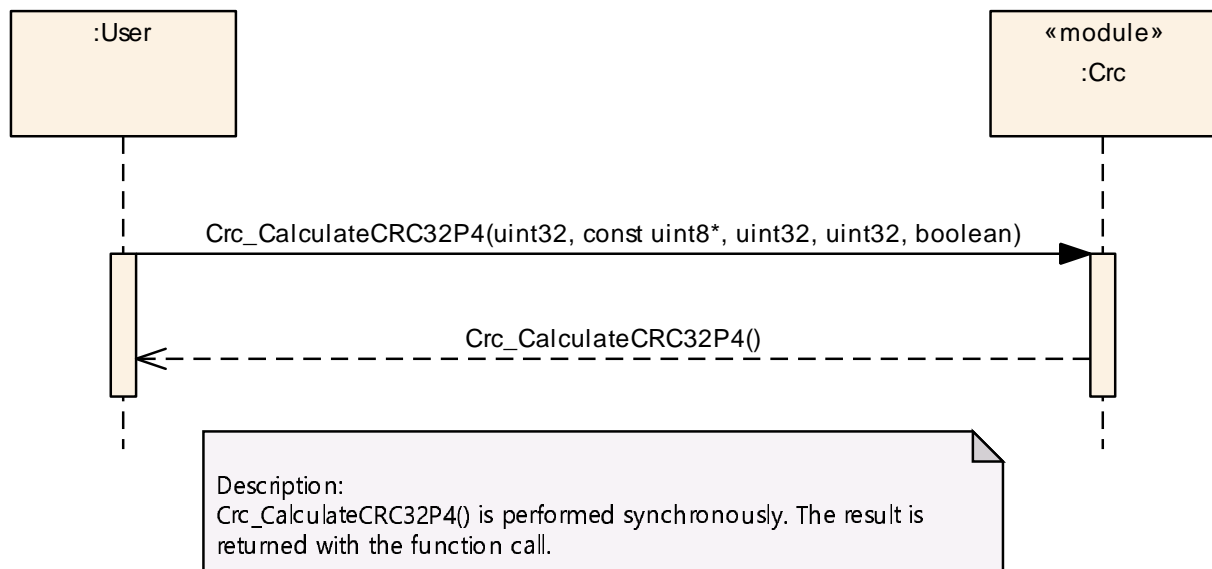 :User
«module»
:Crc
Crc_CalculateCRC32P4(uint32, const uint8*, uint32, uint32, boolean)
Crc_CalculateCRC32P4()
Description:
Crc_CalculateCRC32P4() is performed synchronously. The result is
returned with the function call.